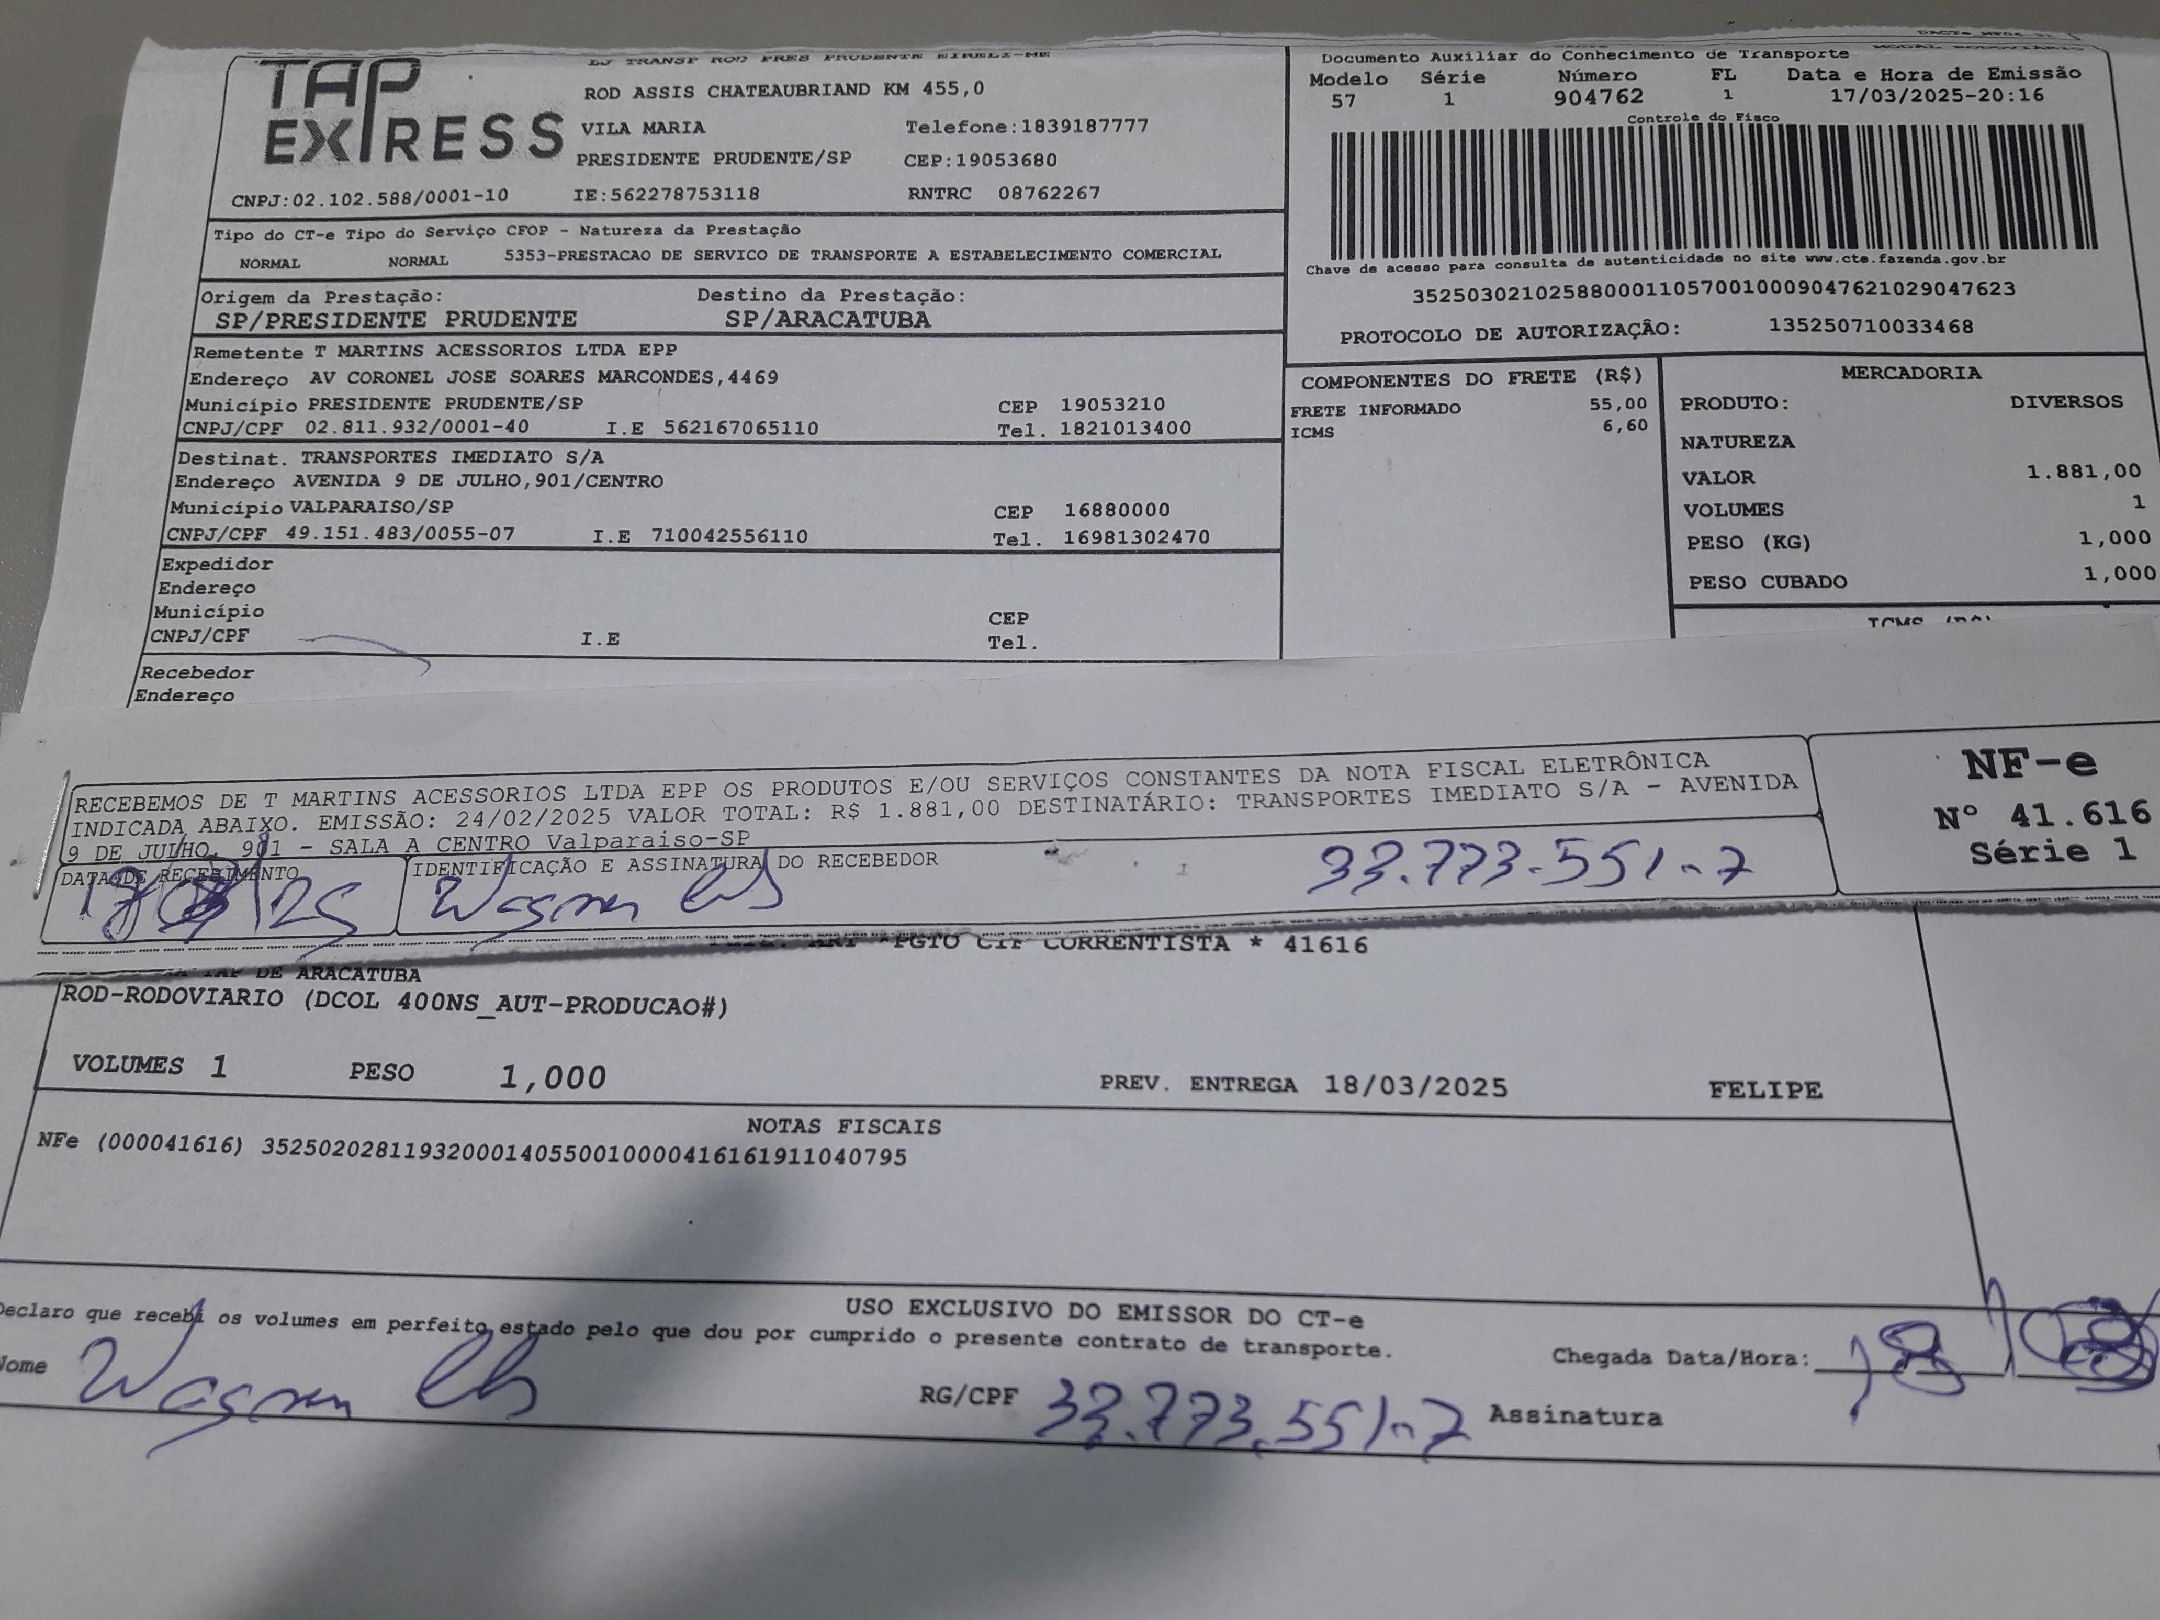 TAP
EXPRESS
ROD ASSIS CHATEAUBRIAND KM 455,0
VILA MARIA Telefone:1839187777
PRESIDENTE PRUDENTE/SP CEP:19053680
CNPJ:02.102.588/0001-10 IE:562278753118 RNTRC 08762267
Documento Auxiliar do Conhecimento de Transporte
Modelo Série Número FL Data e Hora de Emissão
57 1 904762 1 17/03/2025-20:16
Controle do Fisco
Chave de acesso para consulta de autenticidade no site www.cte.fazenda.gov.br
35250302102588000110570010009047621029047623
PROTOCOLO DE AUTORIZAÇÃO: 135250710033468
Tipo do CT-e Tipo do Serviço CFOP - Natureza da Prestação
NORMAL NORMAL 5353-PRESTACAO DE SERVICO DE TRANSPORTE A ESTABELECIMENTO COMERCIAL
Origem da Prestação: Destino da Prestação:
SP/PRESIDENTE PRUDENTE SP/ARACATUBA
Remetente T MARTINS ACESSORIOS LTDA EPP
Endereço AV CORONEL JOSE SOARES MARCONDES,4469
Município PRESIDENTE PRUDENTE/SP CEP 19053210
CNPJ/CPF 02.811.932/0001-40 I.E 562167065110 Tel. 1821013400
Destinat. TRANSPORTES IMEDIATO S/A
Endereço AVENIDA 9 DE JULHO,901/CENTRO
Município VALPARAISO/SP CEP 16880000
CNPJ/CPF 49.151.483/0055-07 I.E 710042556110 Tel. 16981302470
Expedidor
Endereço
Município CEP
CNPJ/CPF I.E Tel.
Recebedor
Endereço
COMPONENTES DO FRETE (R$)
FRETE INFORMADO 55,00
ICMS 6,60
MERCADORIA
PRODUTO: DIVERSOS
NATUREZA
VALOR 1.881,00
VOLUMES 1
PESO (KG) 1,000
PESO CUBADO 1,000
RECEBEMOS DE T MARTINS ACESSORIOS LTDA EPP OS PRODUTOS E/OU SERVIÇOS CONSTANTES DA NOTA FISCAL ELETRÔNICA
INDICADA ABAIXO. EMISSÃO: 24/02/2025 VALOR TOTAL: R$ 1.881,00 DESTINATÁRIO: TRANSPORTES IMEDIATO S/A - AVENIDA
9 DE JULHO, 901 - SALA A CENTRO Valparaiso-SP
DATA DE RECEBIMENTO IDENTIFICAÇÃO E ASSINATURA DO RECEBEDOR
Wagner 33.773.551-7
NF-e
Nº 41.616
Série 1
*PGTO CIF CORRENTISTA * 41616
TAP DE ARACATUBA
ROD-RODOVIARIO (DCOL 400NS_AUT-PRODUCAO#)
VOLUMES 1 PESO 1,000 PREV. ENTREGA 18/03/2025 FELIPE
NOTAS FISCAIS
NFe (000041616) 35250202811932000140550010000416161911040795
USO EXCLUSIVO DO EMISSOR DO CT-e
Declaro que recebi os volumes em perfeito estado pelo que dou por cumprido o presente contrato de transporte.
Nome Wagner RG/CPF 33.773.551-7 Assinatura
Chegada Data/Hora: 18